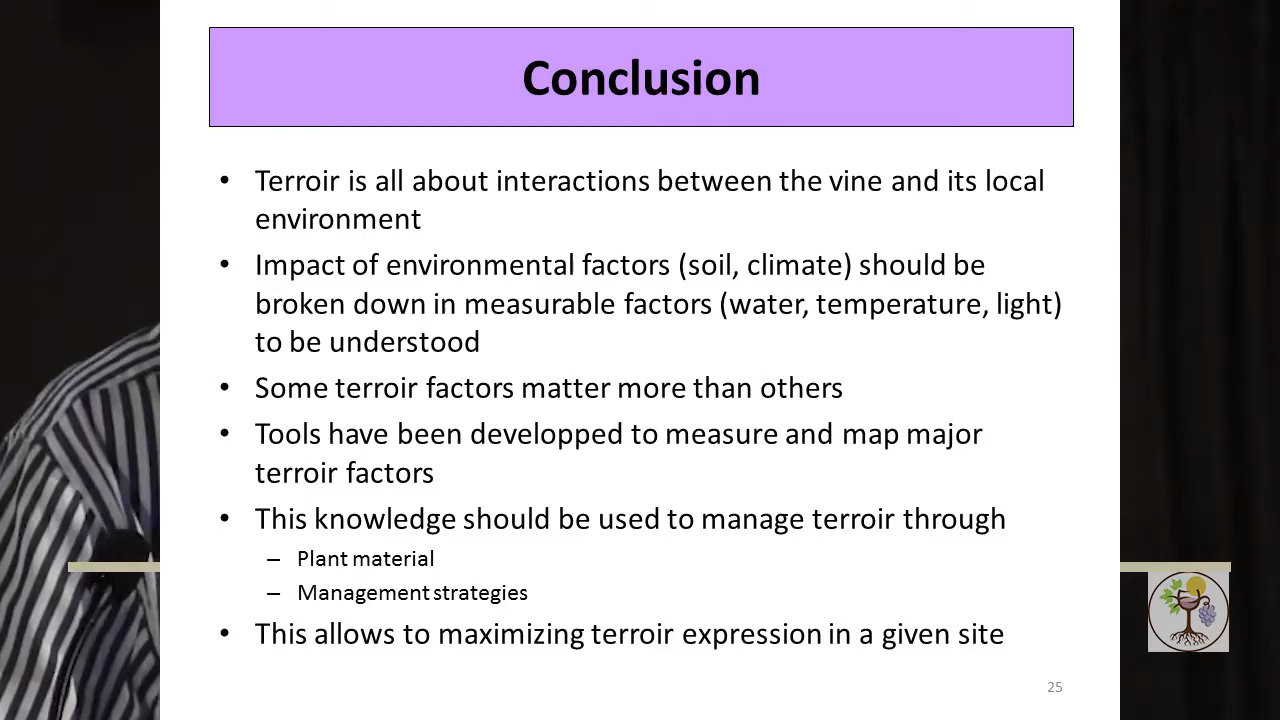 Conclusion
• Terroir is all about interactions between the vine and its local
environment
• Impact of environmental factors (soil, climate) should be
broken down in measurable factors (water, temperature, light)
to be understood
• Some terroir factors matter more than others
• Tools have been developped to measure and map major
terroir factors
• This knowledge should be used to manage terroir through
– Plant material
– Management strategies
• This allows to maximizing terroir expression in a given site
25